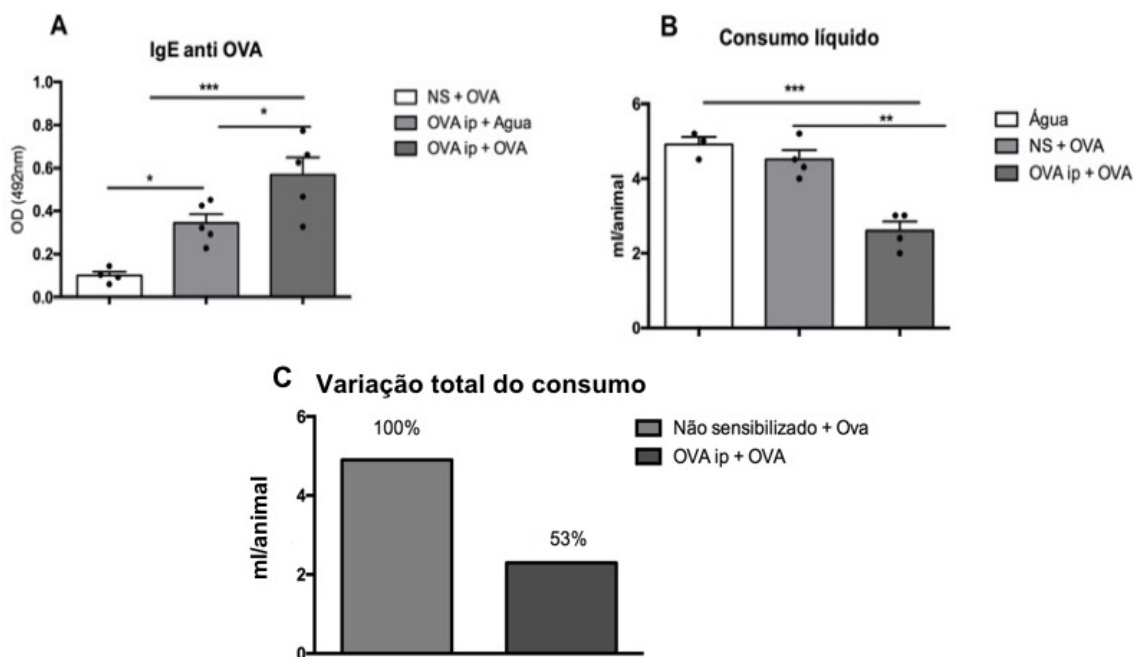 A
IgE anti OVA
OD (492nm)
1.0
0.8
0.6
0.4
0.2
0.0
***
*
*
NS + OVA
OVA ip + Agua
OVA ip + OVA
B
Consumo líquido
ml/animal
6
4
2
0
***
**
Água
NS + OVA
OVA ip + OVA
C Variação total do consumo
ml/animal
6
4
2
0
100%
53%
Não sensibilizado + Ova
OVA ip + OVA